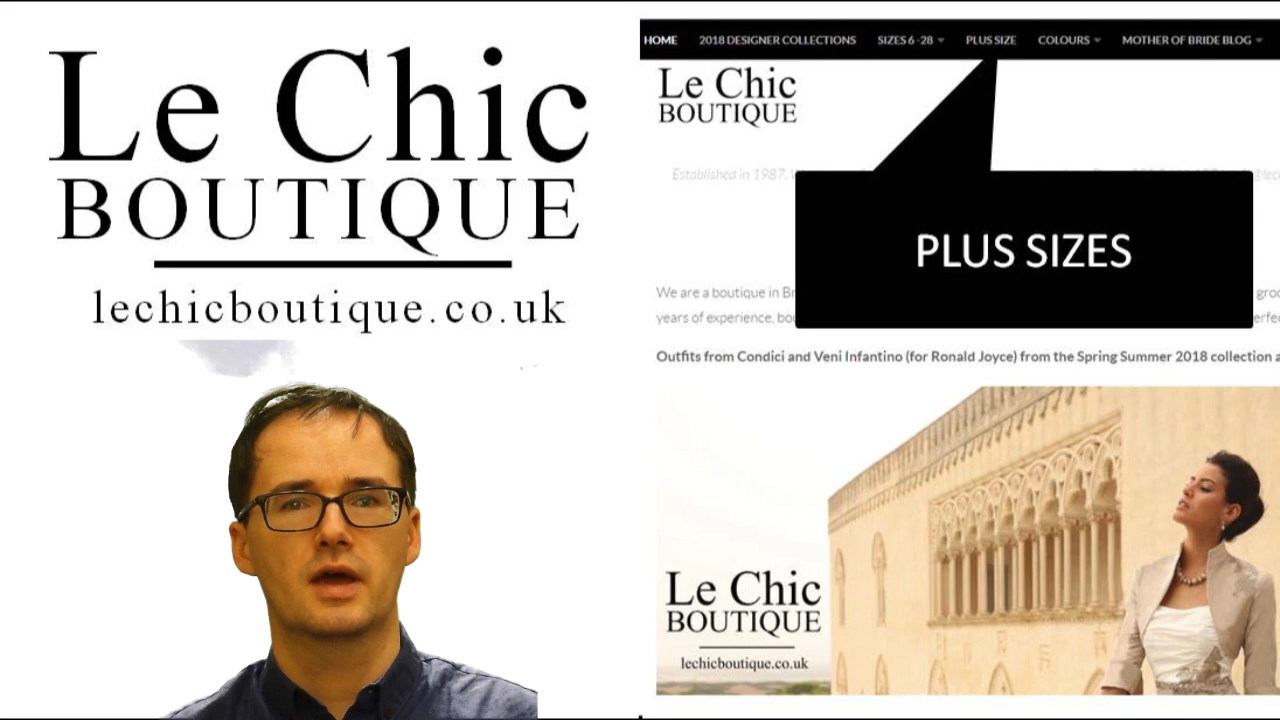 Le Chic
BOUTIQUE
lechicboutique.co.uk
HOME 2018 DESIGNER COLLECTIONS SIZES 6 -28 PLUS SIZE COLOURS MOTHER OF BRIDE BLOG
Le Chic
BOUTIQUE
Established in 1987.
PLUS SIZES
We are a boutique in
years of experience,
Outfits from Condici and Veni Infantino (for Ronald Joyce) from the Spring Summer 2018 collection
Le Chic
BOUTIQUE
lechicboutique.co.uk